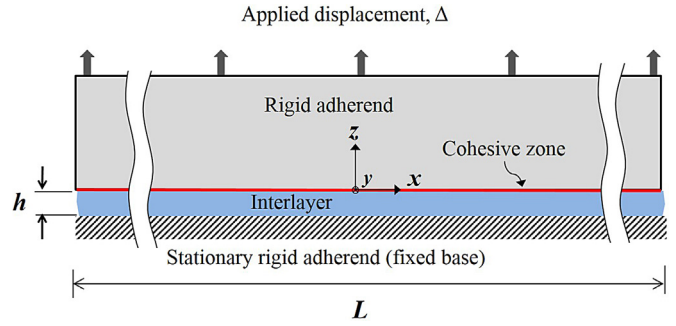 Applied displacement, Δ
Rigid adherend
z
Cohesive zone
y
x
h
Interlayer
Stationary rigid adherend (fixed base)
L